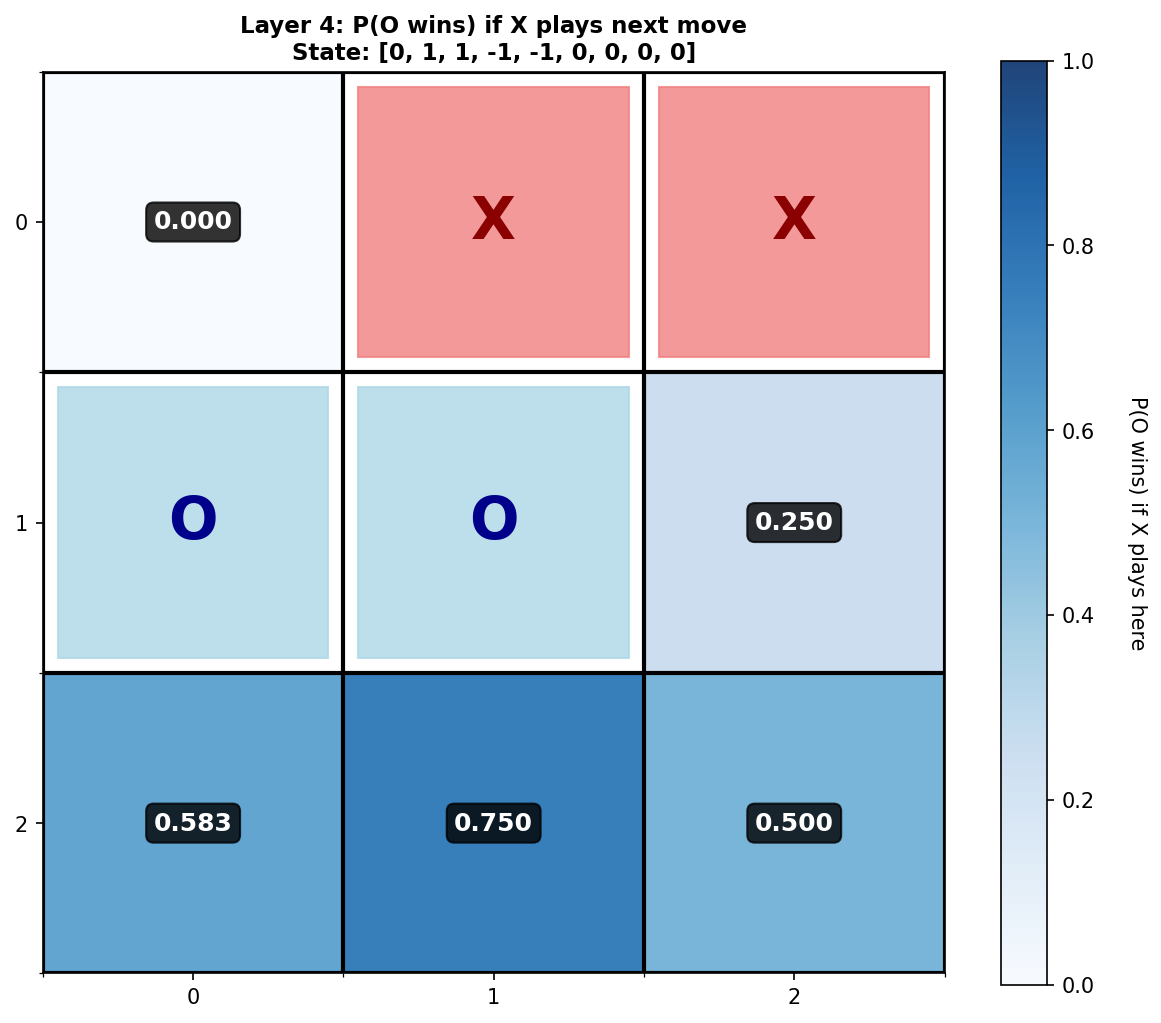 Layer 4: P(O wins) if X plays next move
State: [0, 1, 1, -1, -1, 0, 0, 0, 0]
0
0.000
X
X
1
O
O
0.250
2
0.583
0.750
0.500
0
1
2
1.0
0.8
0.6
0.4
0.2
0.0
P(O wins) if X plays here